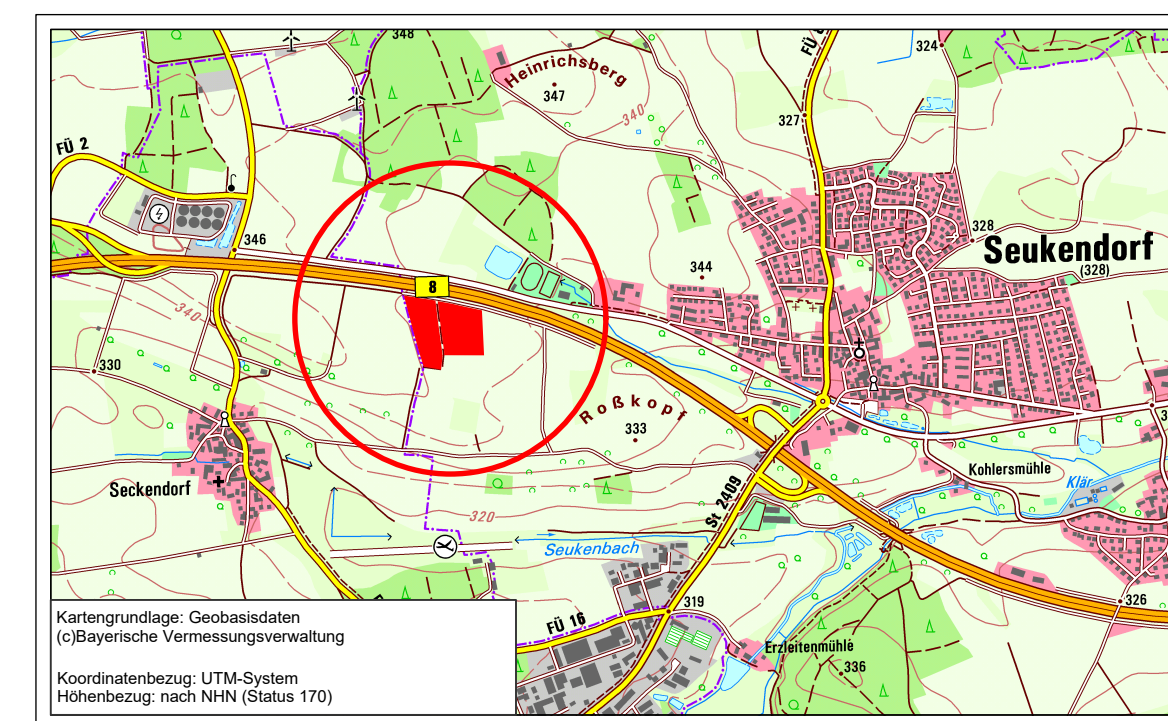 348
Heinrichsberg
347
340
FÜ
324
327
FÜ 2
346
328
Seukendorf
(328)
344
8
340
330
Roßkopf
333
Seckendorf
St 2409
Kohlersmühle
Klär
320
Seukenbach
FÜ 16
319
326
Erzleitenmühle
336
Kartengrundlage: Geobasisdaten
(c)Bayerische Vermessungsverwaltung
Koordinatenbezug: UTM-System
Höhenbezug: nach NHN (Status 170)